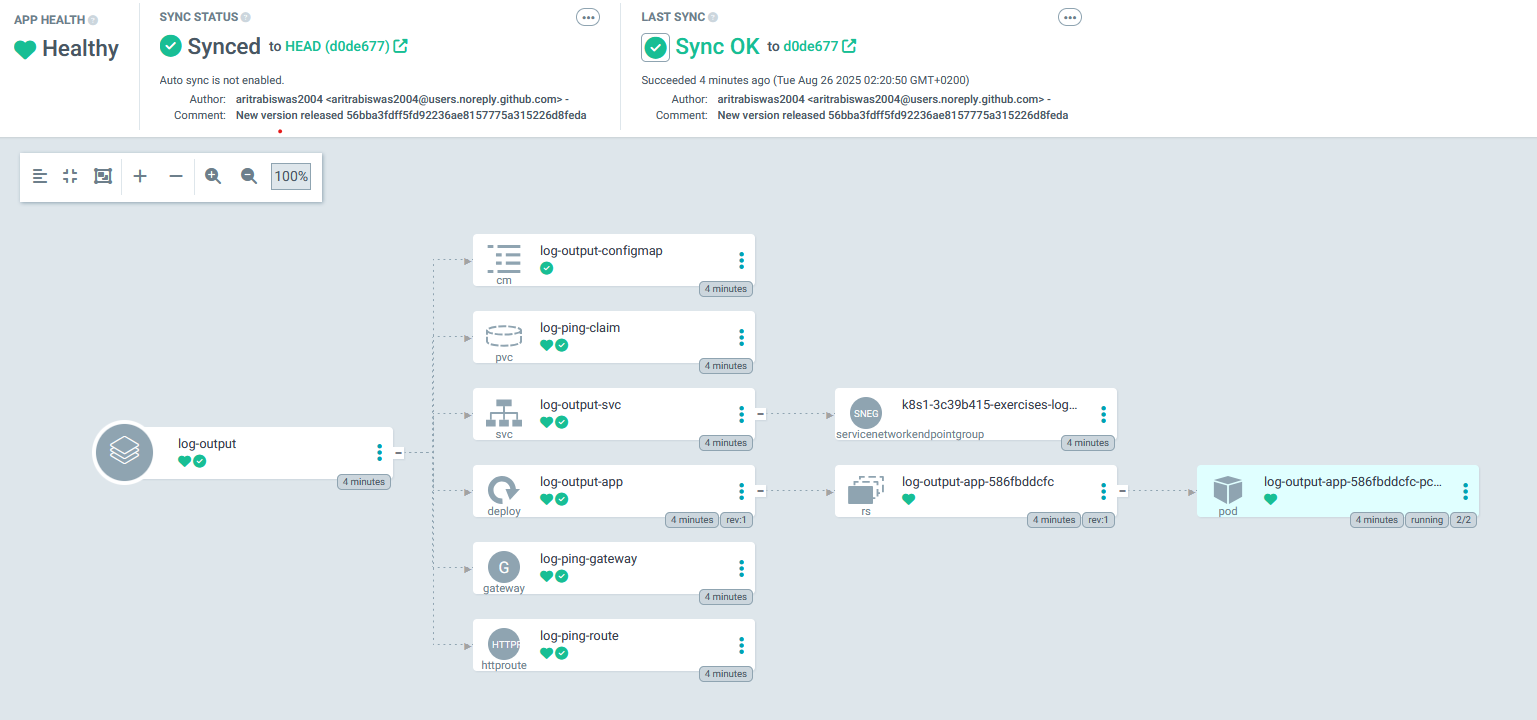 APP HEALTH
Healthy
SYNC STATUS
Synced to HEAD (d0de677)
Auto sync is not enabled.
Author: aritrabiswas2004 <aritrabiswas2004@users.noreply.github.com> -
Comment: New version released 56bba3fdff5fd92236ae8157775a315226d8feda
LAST SYNC
Sync OK to d0de677
Succeeded 4 minutes ago (Tue Aug 26 2025 02:20:50 GMT+0200)
Author: aritrabiswas2004 <aritrabiswas2004@users.noreply.github.com> -
Comment: New version released 56bba3fdff5fd92236ae8157775a315226d8feda
100%
log-output
4 minutes
log-output-configmap
cm
4 minutes
log-ping-claim
pvc
4 minutes
log-output-svc
svc
4 minutes
SNEG
k8s1-3c39b415-exercises-log...
servicenetworkendpointgroup
4 minutes
log-output-app
deploy
4 minutes rev:1
log-output-app-586fbddcfc
rs
4 minutes rev:1
log-output-app-586fbddcfc-pc...
pod
4 minutes running 2/2
G
log-ping-gateway
gateway
4 minutes
HTTPR
log-ping-route
httproute
4 minutes